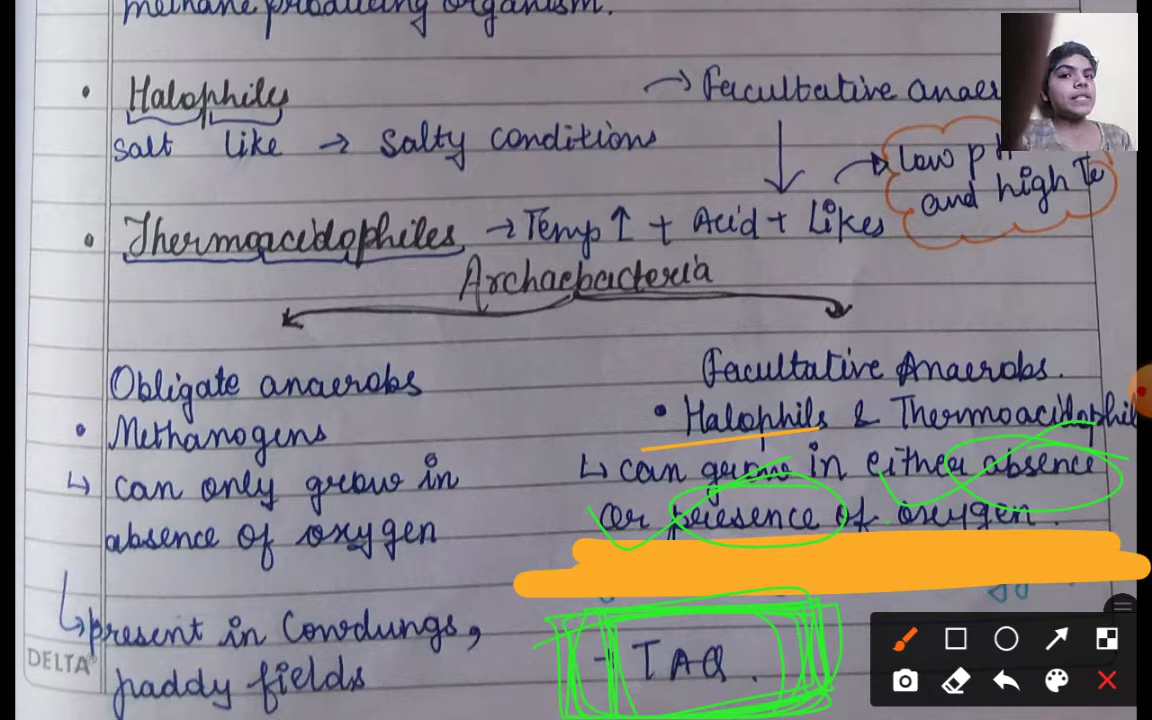 methane producing organism.
• Halophily → Facultative anaer
salt like → Salty conditions
Low p
and high Te
• Thermoacidophiles → Temp ↑ + Acid + Likes
Archaebacteria
Obligate anaerobs
• Methanogens
↳ can only grow in
absence of oxygen
↳ present in Cowdungs,
paddy fields
Facultative Anaerobs.
• Halophils & Thermoacidophil
↳ can grow in either absence
or presence of oxygen.
→ TAQ.
DELTA